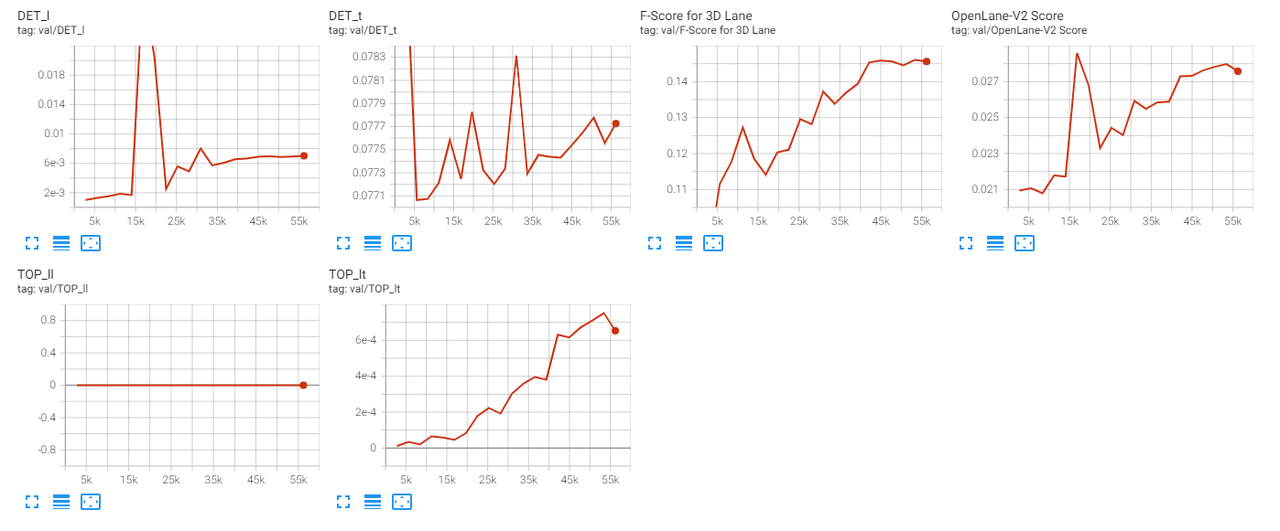 DET_l
tag: val/DET_l
0.018
0.014
0.01
6e-3
2e-3
5k 15k 25k 35k 45k 55k
DET_t
tag: val/DET_t
0.0783
0.0781
0.0779
0.0777
0.0775
0.0773
0.0771
5k 15k 25k 35k 45k 55k
F-Score for 3D Lane
tag: val/F-Score for 3D Lane
0.14
0.13
0.12
0.11
5k 15k 25k 35k 45k 55k
OpenLane-V2 Score
tag: val/OpenLane-V2 Score
0.027
0.025
0.023
0.021
5k 15k 25k 35k 45k 55k
TOP_ll
tag: val/TOP_ll
0.8
0.4
0
-0.4
-0.8
5k 15k 25k 35k 45k 55k
TOP_lt
tag: val/TOP_lt
6e-4
4e-4
2e-4
0
5k 15k 25k 35k 45k 55k